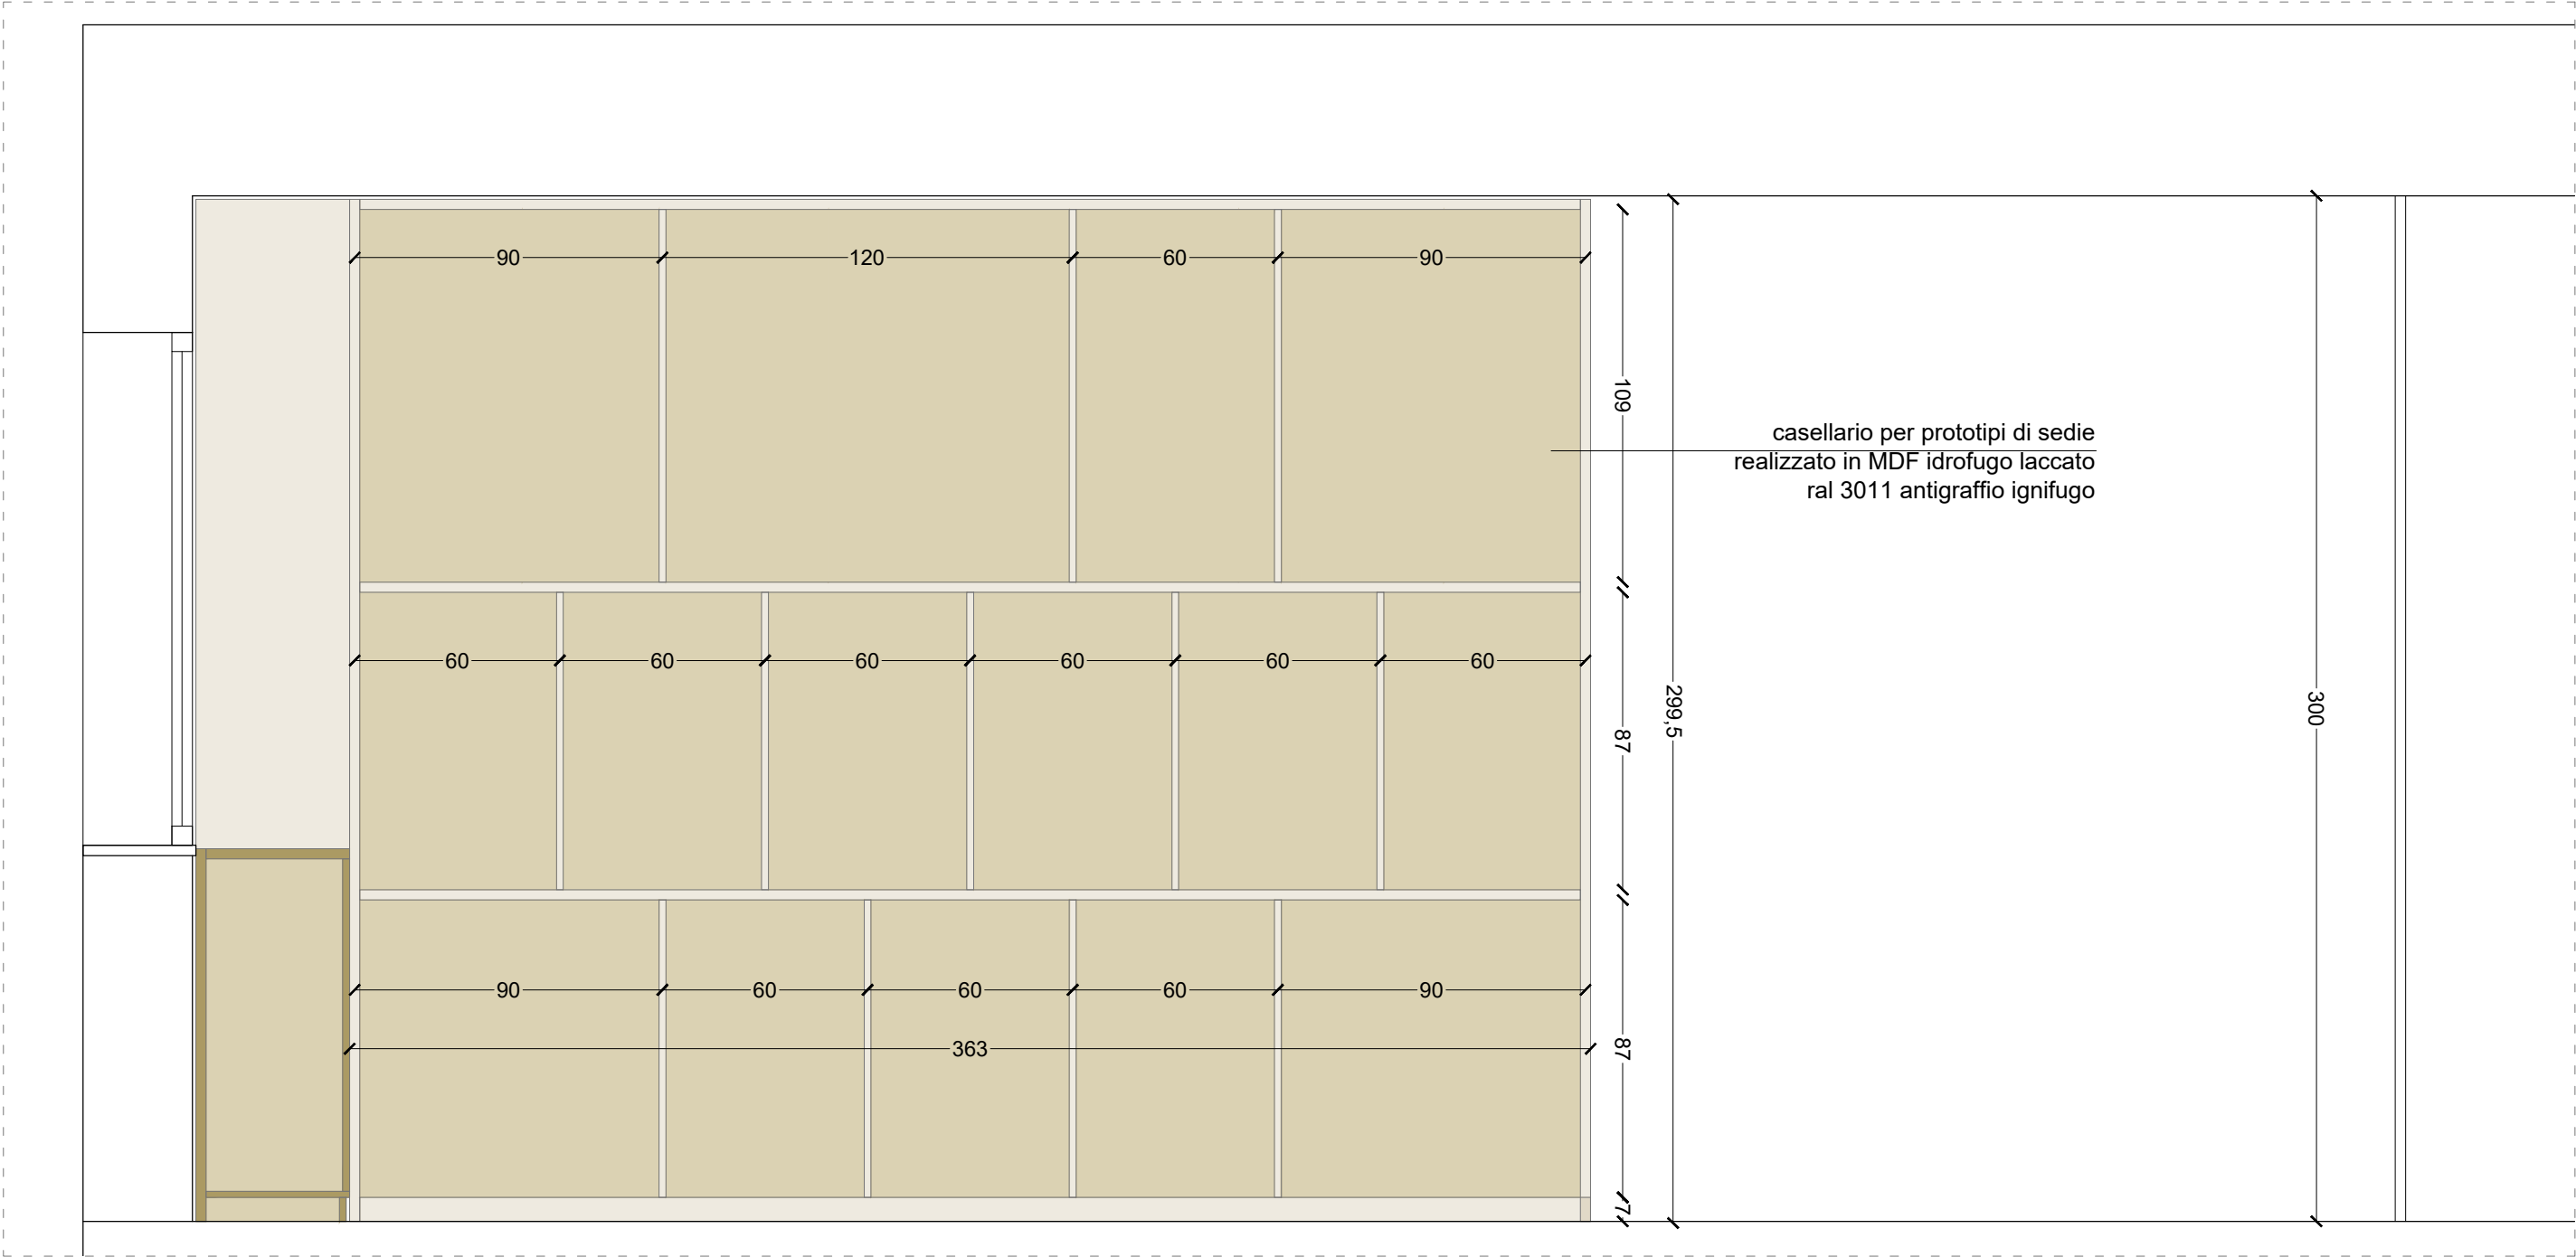 90 120 60 90
109
casellario per prototipi di sedie
realizzato in MDF idrofugo laccato
ral 3011 antigraffio ignifugo
60 60 60 60 60 60
299,5
300
87
90 60 60 60 90
363
87
7